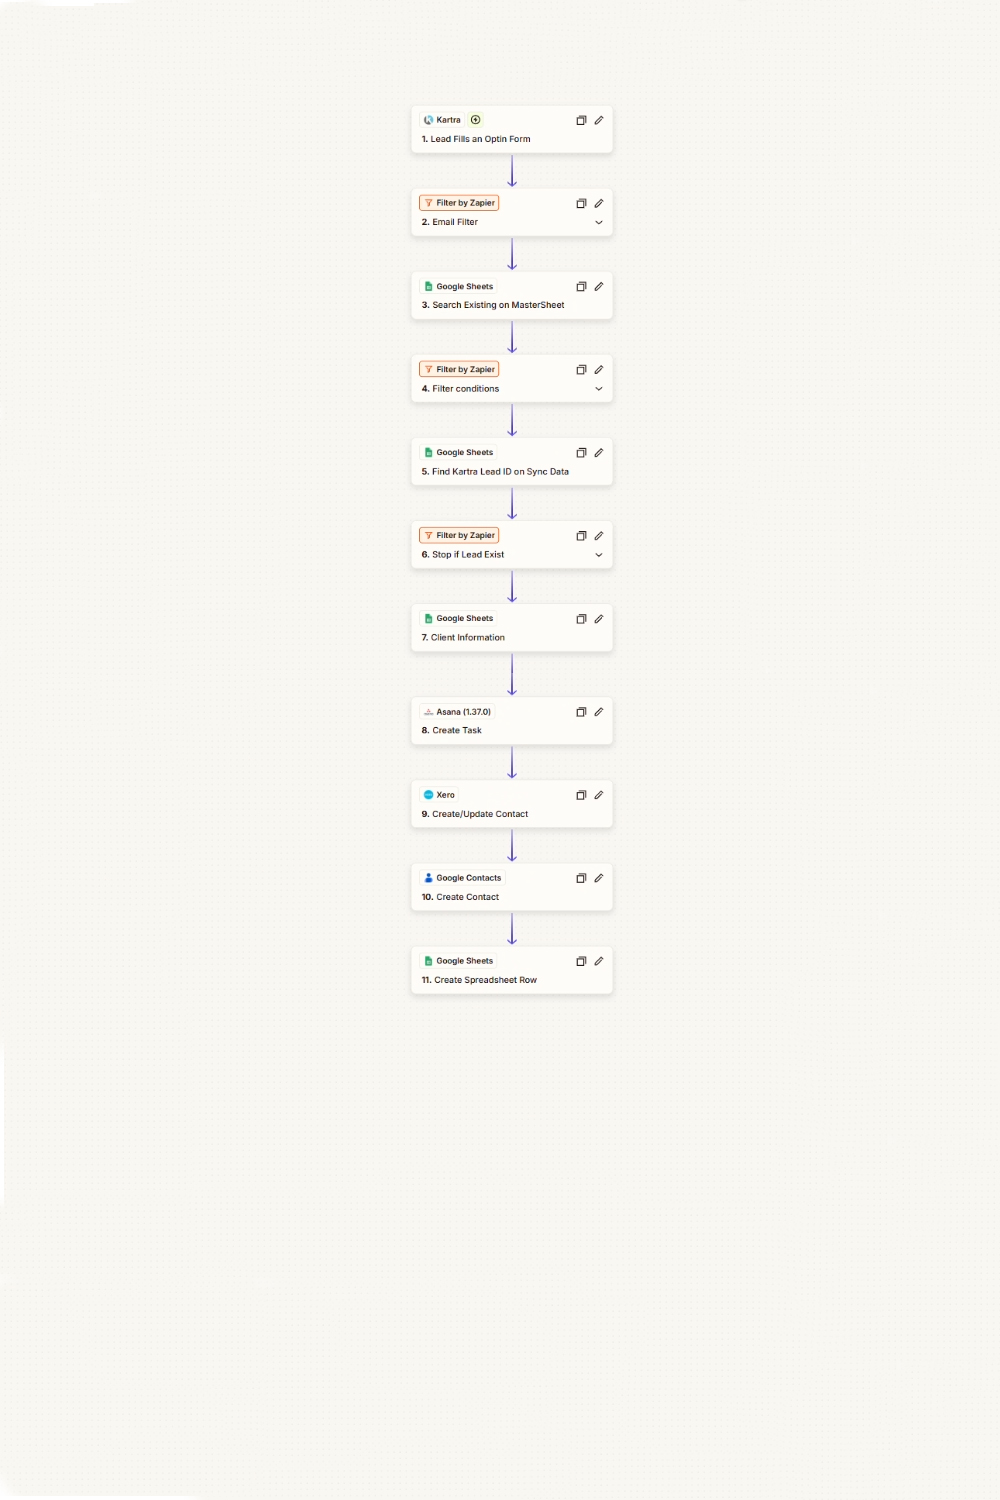 Kartra
1. Lead Fills an Optin Form
Filter by Zapier
2. Email Filter
Google Sheets
3. Search Existing on MasterSheet
Filter by Zapier
4. Filter conditions
Google Sheets
5. Find Kartra Lead ID on Sync Data
Filter by Zapier
6. Stop if Lead Exist
Google Sheets
7. Client Information
Asana (1.37.0)
8. Create Task
Xero
9. Create/Update Contact
Google Contacts
10. Create Contact
Google Sheets
11. Create Spreadsheet Row